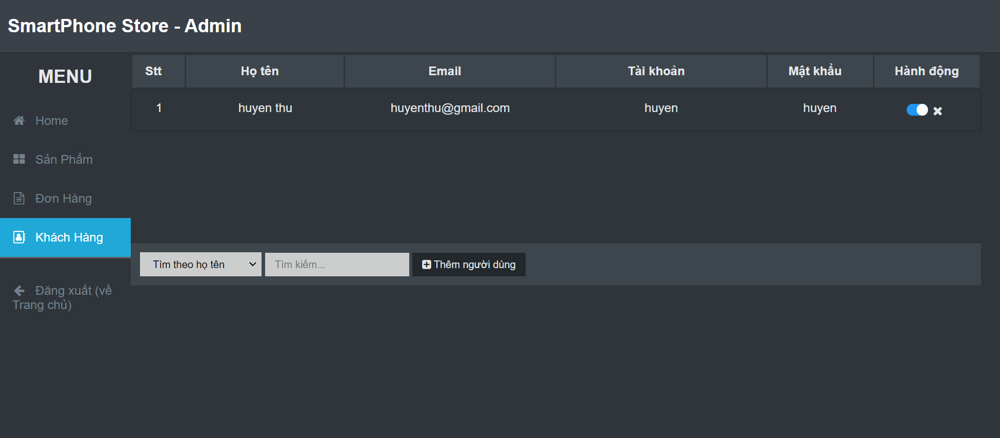 SmartPhone Store - Admin
MENU
Home
Sản Phẩm
Đơn Hàng
Khách Hàng
Đăng xuất (về
Trang chủ)
Stt Họ tên Email Tài khoản Mật khẩu Hành động
1 huyen thu huyenthu@gmail.com huyen huyen
Tìm theo họ tên Tìm kiếm... Thêm người dùng